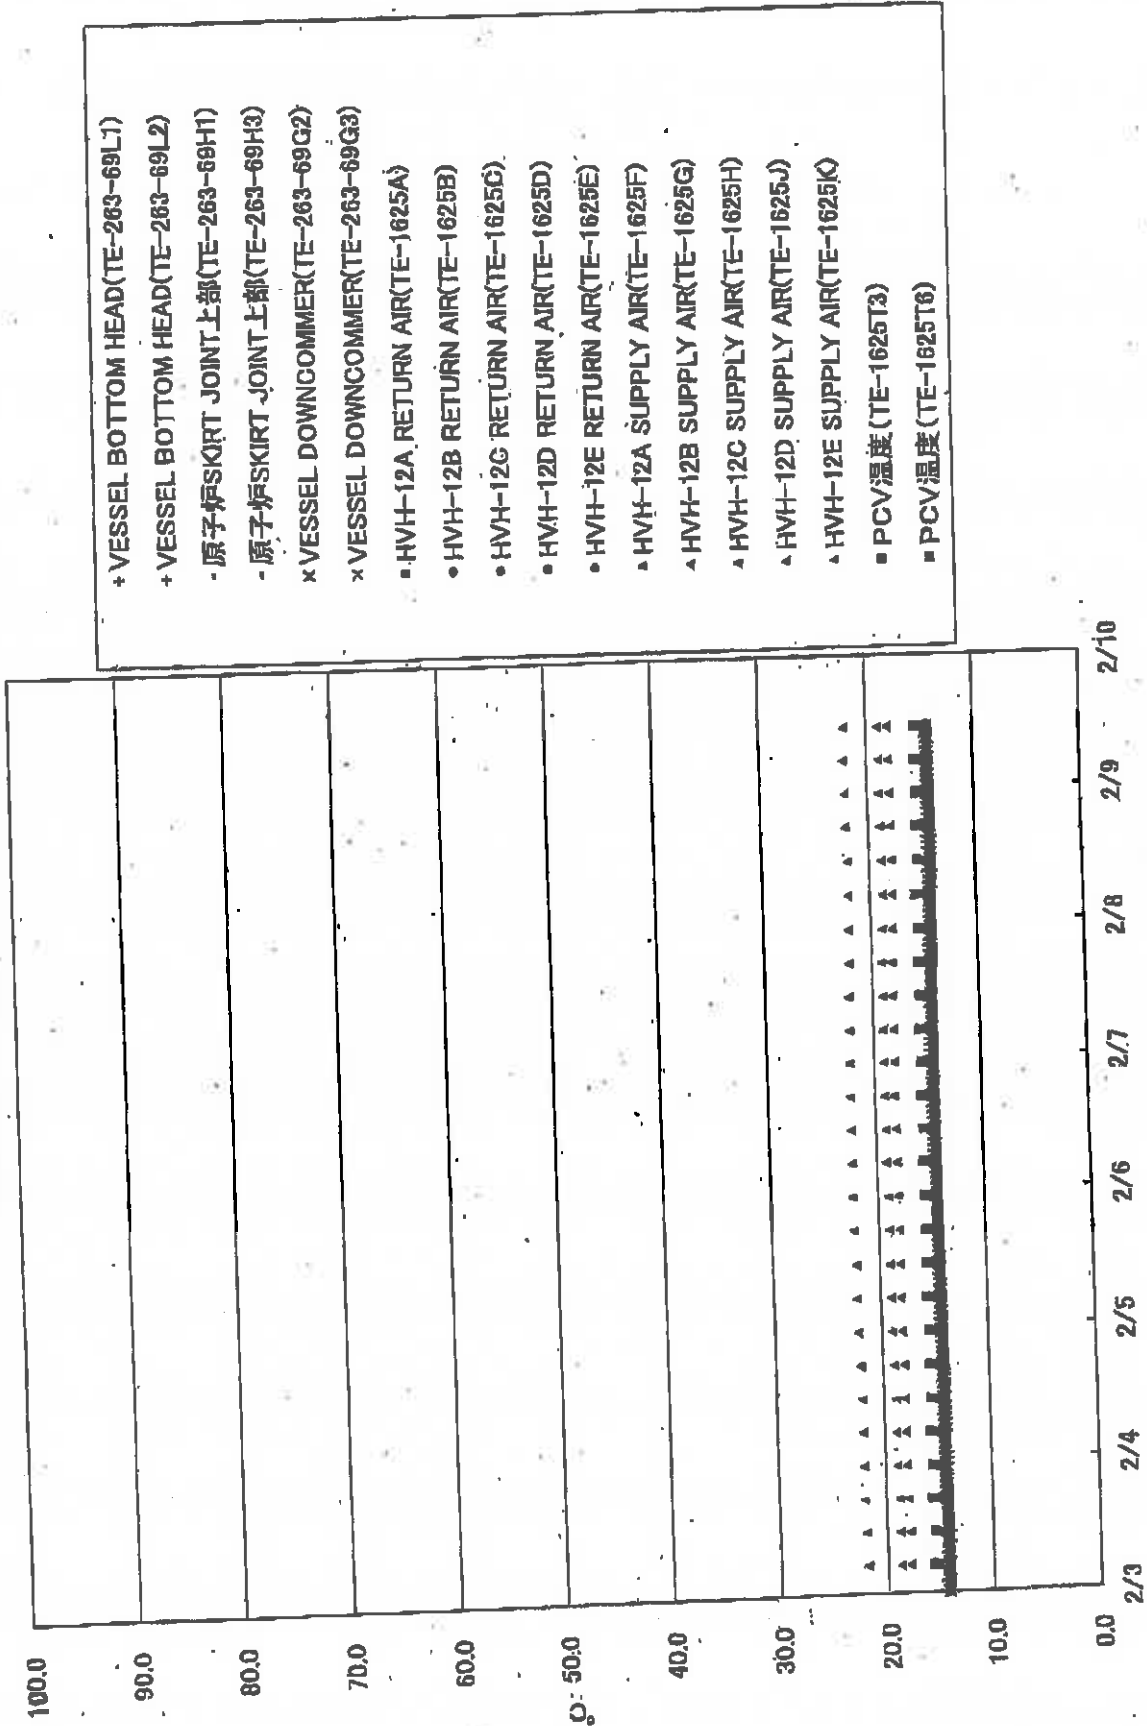 100.0
90.0
80.0
70.0
60.0
℃ 50.0
40.0
30.0
20.0
10.0
0.0
2/3
2/4
2/5
2/6
2/7
2/8
2/9
2/10
+ VESSEL BOTTOM HEAD(TE-263-69L1)
+ VESSEL BOTTOM HEAD(TE-263-69L2)
- 原子炉SKIRT JOINT上部(TE-263-69H1)
- 原子炉SKIRT JOINT上部(TE-263-69H3)
× VESSEL DOWNCOMMER(TE-263-69G2)
× VESSEL DOWNCOMMER(TE-263-69G3)
▪ HVH-12A RETURN AIR(TE-1625A)
• HVH-12B RETURN AIR(TE-1625B)
• HVH-12C RETURN AIR(TE-1625C)
• HVH-12D RETURN AIR(TE-1625D)
• HVH-12E RETURN AIR(TE-1625E)
▲ HVH-12A SUPPLY AIR(TE-1625F)
▲ HVH-12B SUPPLY AIR(TE-1625G)
▲ HVH-12C SUPPLY AIR(TE-1625H)
▲ HVH-12D SUPPLY AIR(TE-1625J)
▲ HVH-12E SUPPLY AIR(TE-1625K)
■ PCV温度(TE-1625T3)
■ PCV温度(TE-1625T6)